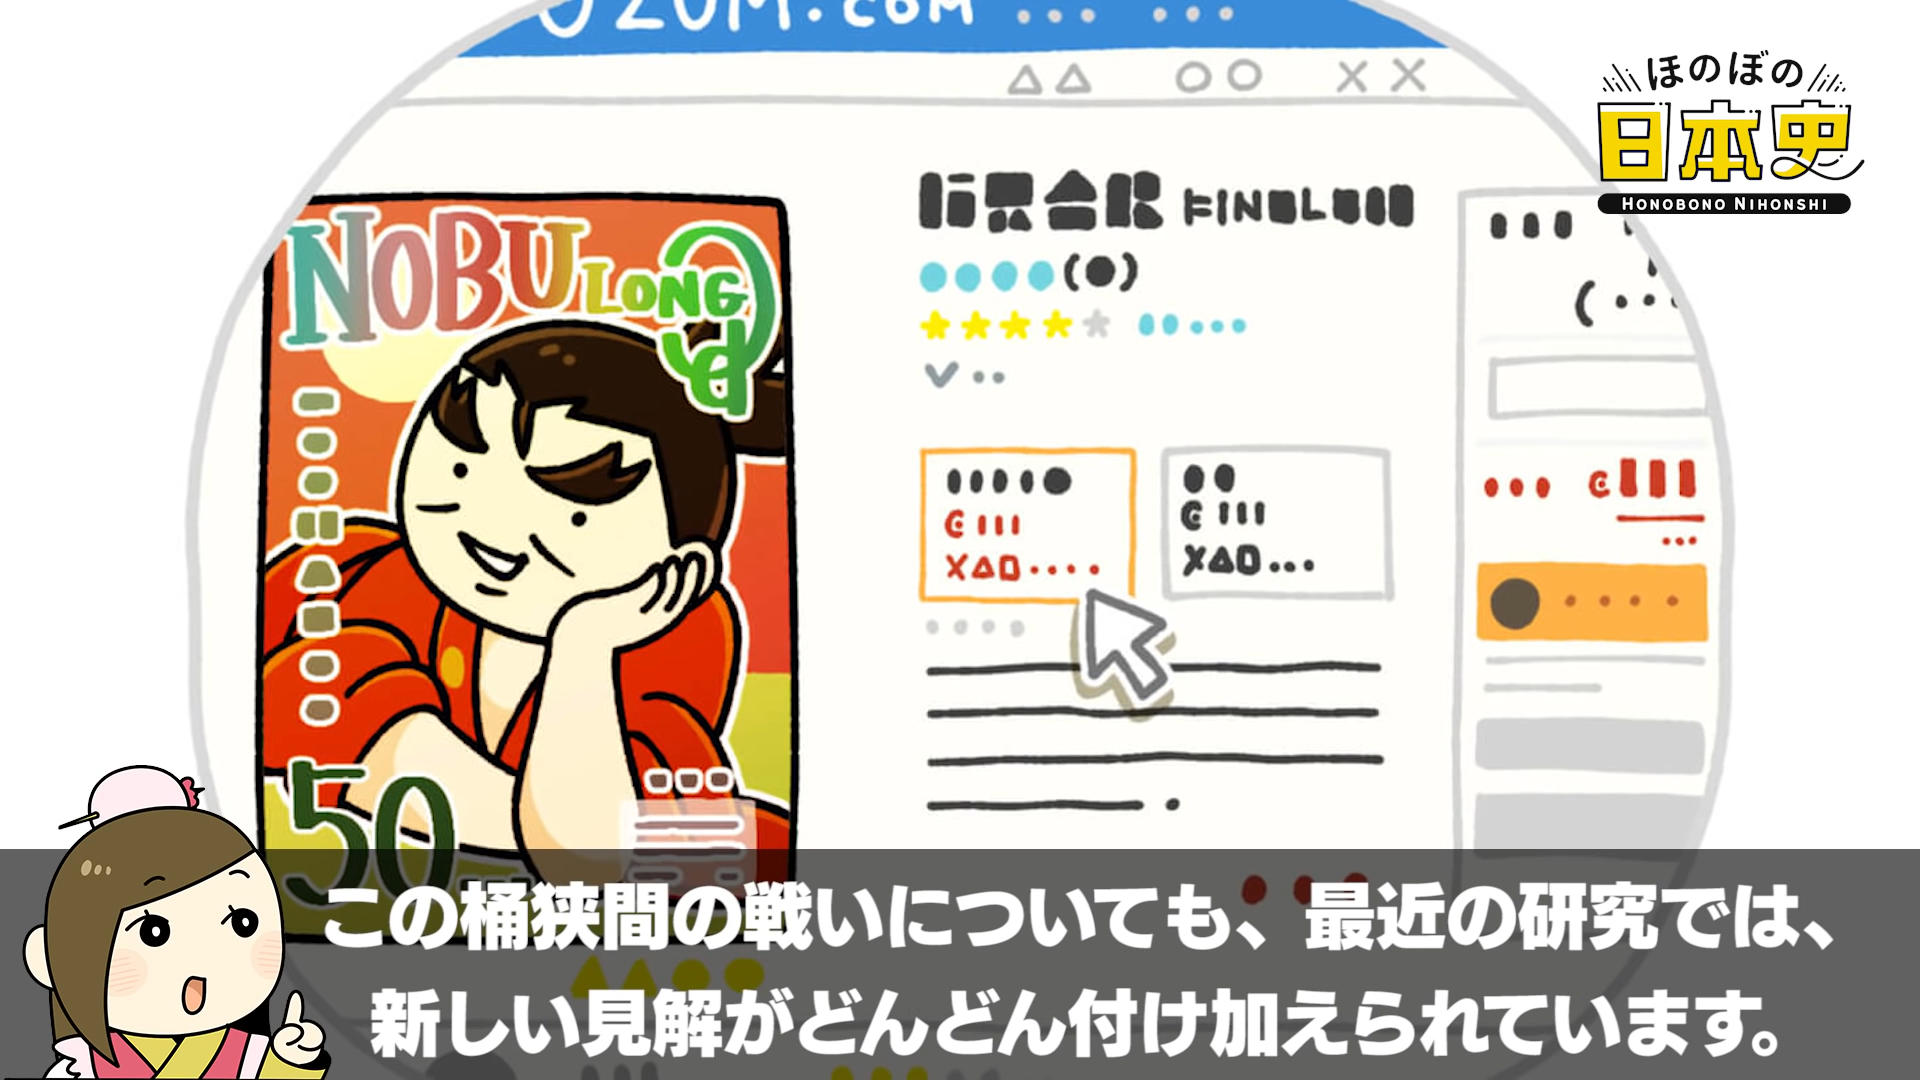 ZUM.COM
ほのぼの
日本史
HONOBONO NIHONSHI
NOBU LONG
50
この桶狭間の戦いについても、最近の研究では、
新しい見解がどんどん付け加えられています。